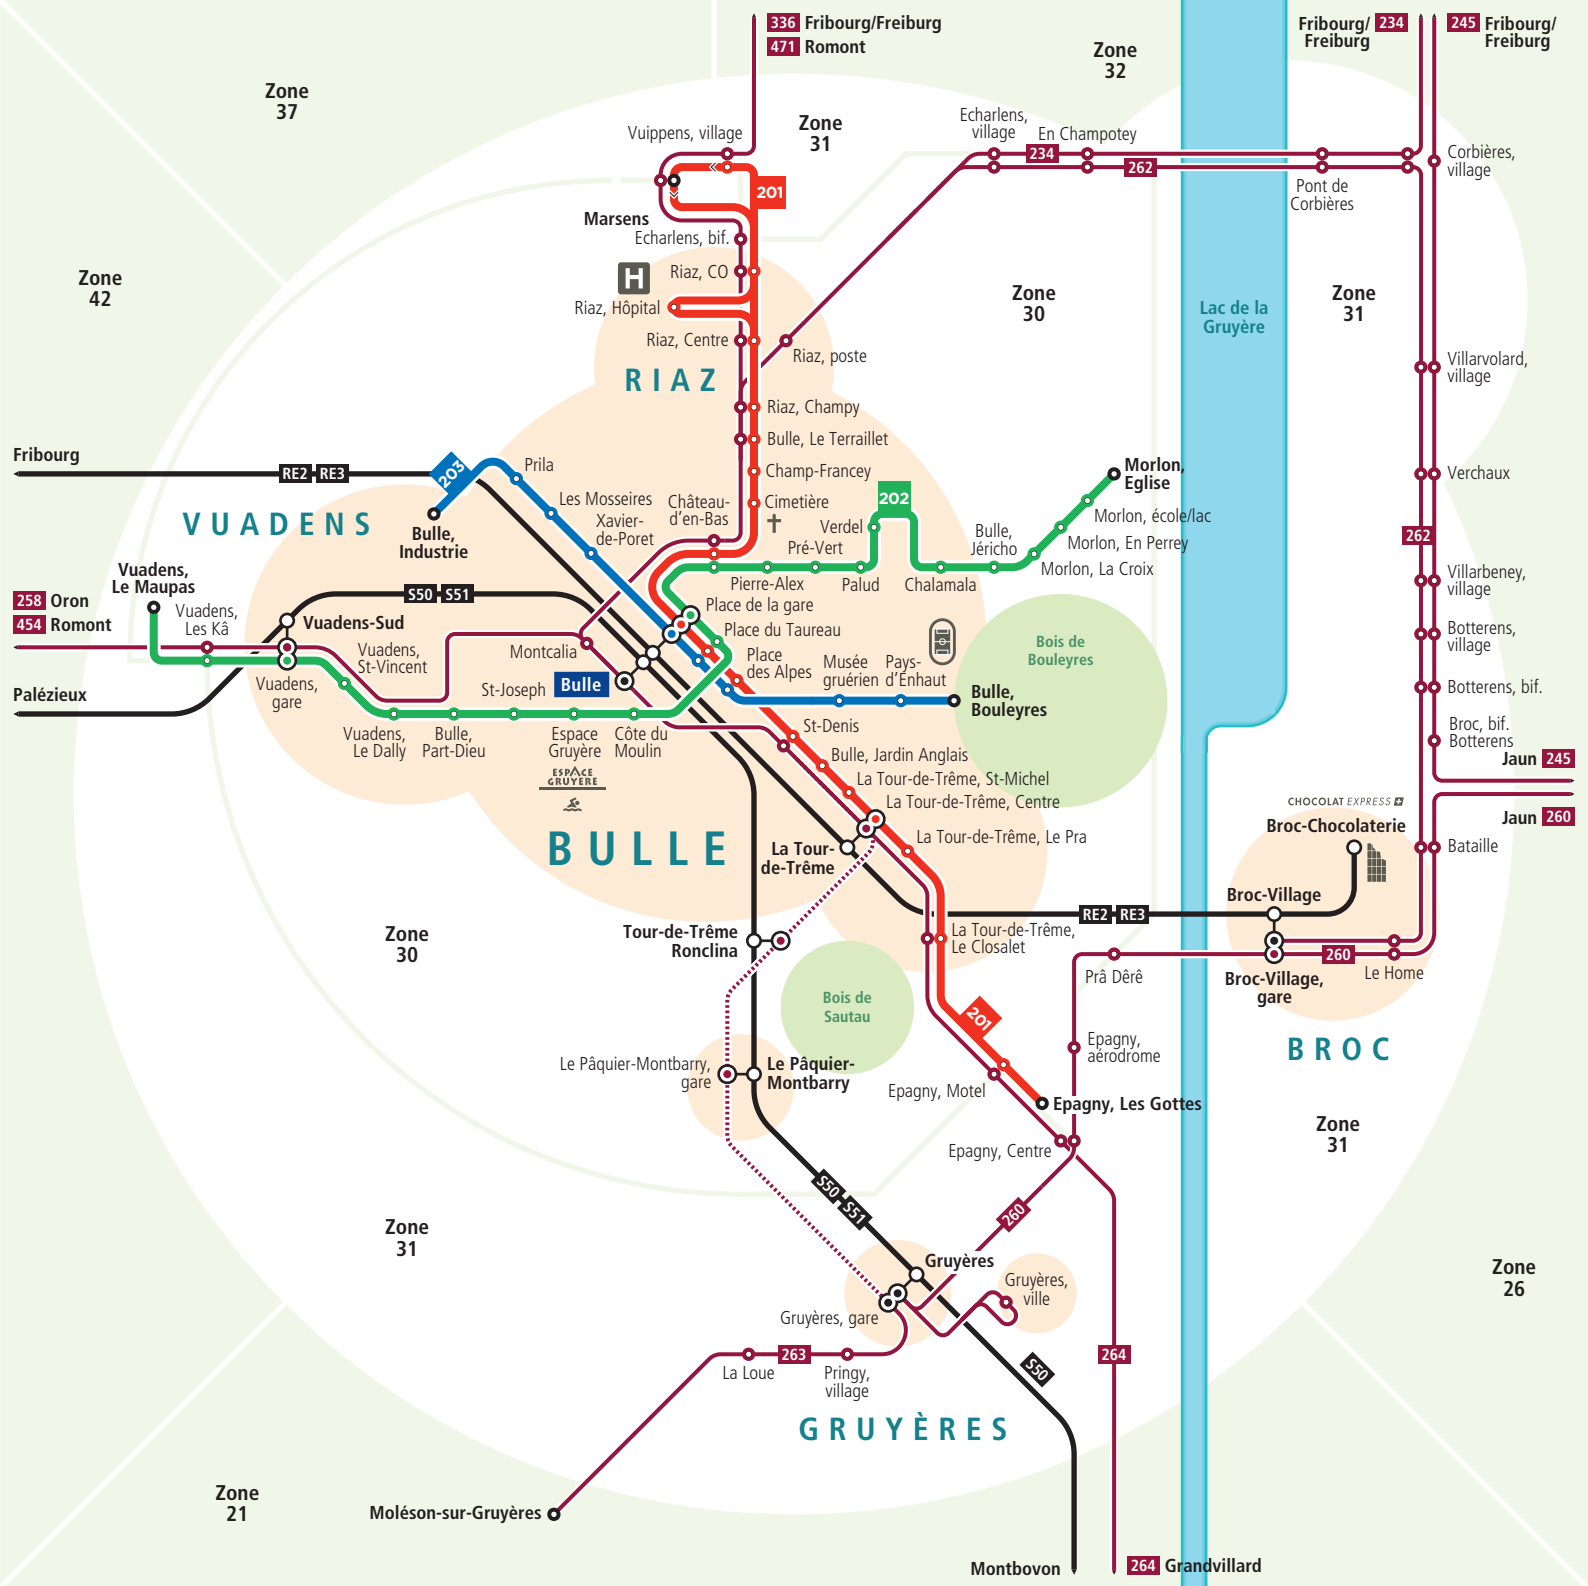 336 Fribourg/Freiburg
471 Romont
Fribourg/
Freiburg
234
245 Fribourg/
Freiburg
Zone
32
Zone
37
Zone
31
Vuippens, village
Echarlens,
village
En Champotey
234
262
Corbières,
village
Pont de
Corbières
201
Marsens
Echarlens, bif.
H
Riaz, CO
Riaz, Hôpital
Zone
42
Zone
30
Lac de la
Gruyère
Zone
31
Riaz, Centre
Riaz, poste
RIAZ
Villarvolard,
village
Riaz, Champy
Bulle, Le Terraillet
Fribourg
RE2 RE3
203
Prila
Champ-Francey
Morlon,
Eglise
Verchaux
VUADENS
Les Mosseires
Château-
d'en-Bas
Cimetière
202
Xavier-
de-Poret
Bulle,
Industrie
Verdel
Bulle,
Jéricho
Morlon, école/lac
Pré-Vert
Morlon, En Perrey
262
Vuadens,
Le Maupas
Pierre-Alex
Palud
Chalamala
Morlon, La Croix
Villarbeney,
village
258 Oron
454 Romont
Vuadens,
Les Kâ
S50 S51
Vuadens-Sud
Place de la gare
Place du Taureau
Botterens,
village
Bois de
Bouleyres
Vuadens,
St-Vincent
Montcalia
Place
des Alpes
Musée
gruérien
Pays-
d'Enhaut
Palézieux
Vuadens,
gare
St-Joseph
Bulle
Bulle,
Bouleyres
Botterens, bif.
Vuadens,
Le Dally
Bulle,
Part-Dieu
Espace
Gruyère
Côte du
Moulin
St-Denis
Broc, bif.
Botterens
Bulle, Jardin Anglais
Jaun 245
ESPACE
GRUYERE
La Tour-de-Trême, St-Michel
La Tour-de-Trême, Centre
CHOCOLAT EXPRESS
Jaun 260
BULLE
La Tour-
de-Trême
La Tour-de-Trême, Le Pra
Broc-Chocolaterie
Bataille
Broc-Village
RE2 RE3
Zone
30
Tour-de-Trême
Ronclina
La Tour-de-Trême,
Le Closalet
260
Prâ Dêrê
Broc-Village,
gare
Le Home
Bois de
Sautau
201
Epagny,
aérodrome
BROC
Le Pâquier-Montbarry,
gare
Le Pâquier-
Montbarry
Epagny, Motel
Epagny, Les Gottes
Zone
31
Epagny, Centre
S50 S51
260
Zone
31
Gruyères
Gruyères,
ville
Zone
26
Gruyères, gare
263
La Loue
Pringy,
village
S50
264
GRUYÈRES
Zone
21
Moléson-sur-Gruyères
Montbovon
264 Grandvillard